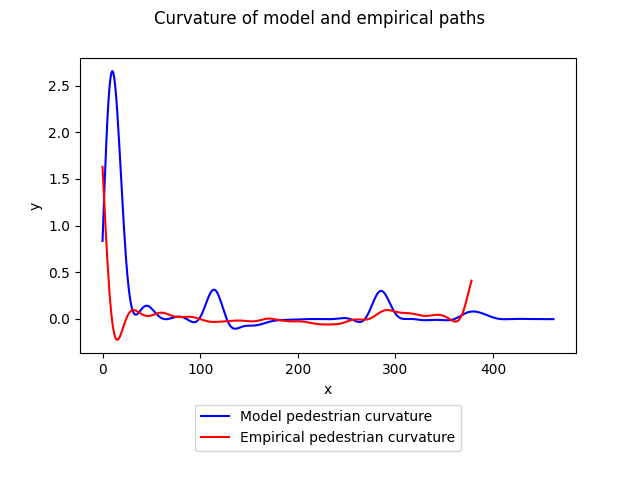 Curvature of model and empirical paths
2.5
2.0
1.5
1.0
0.5
0.0
y
0 100 200 300 400
x
Model pedestrian curvature
Empirical pedestrian curvature